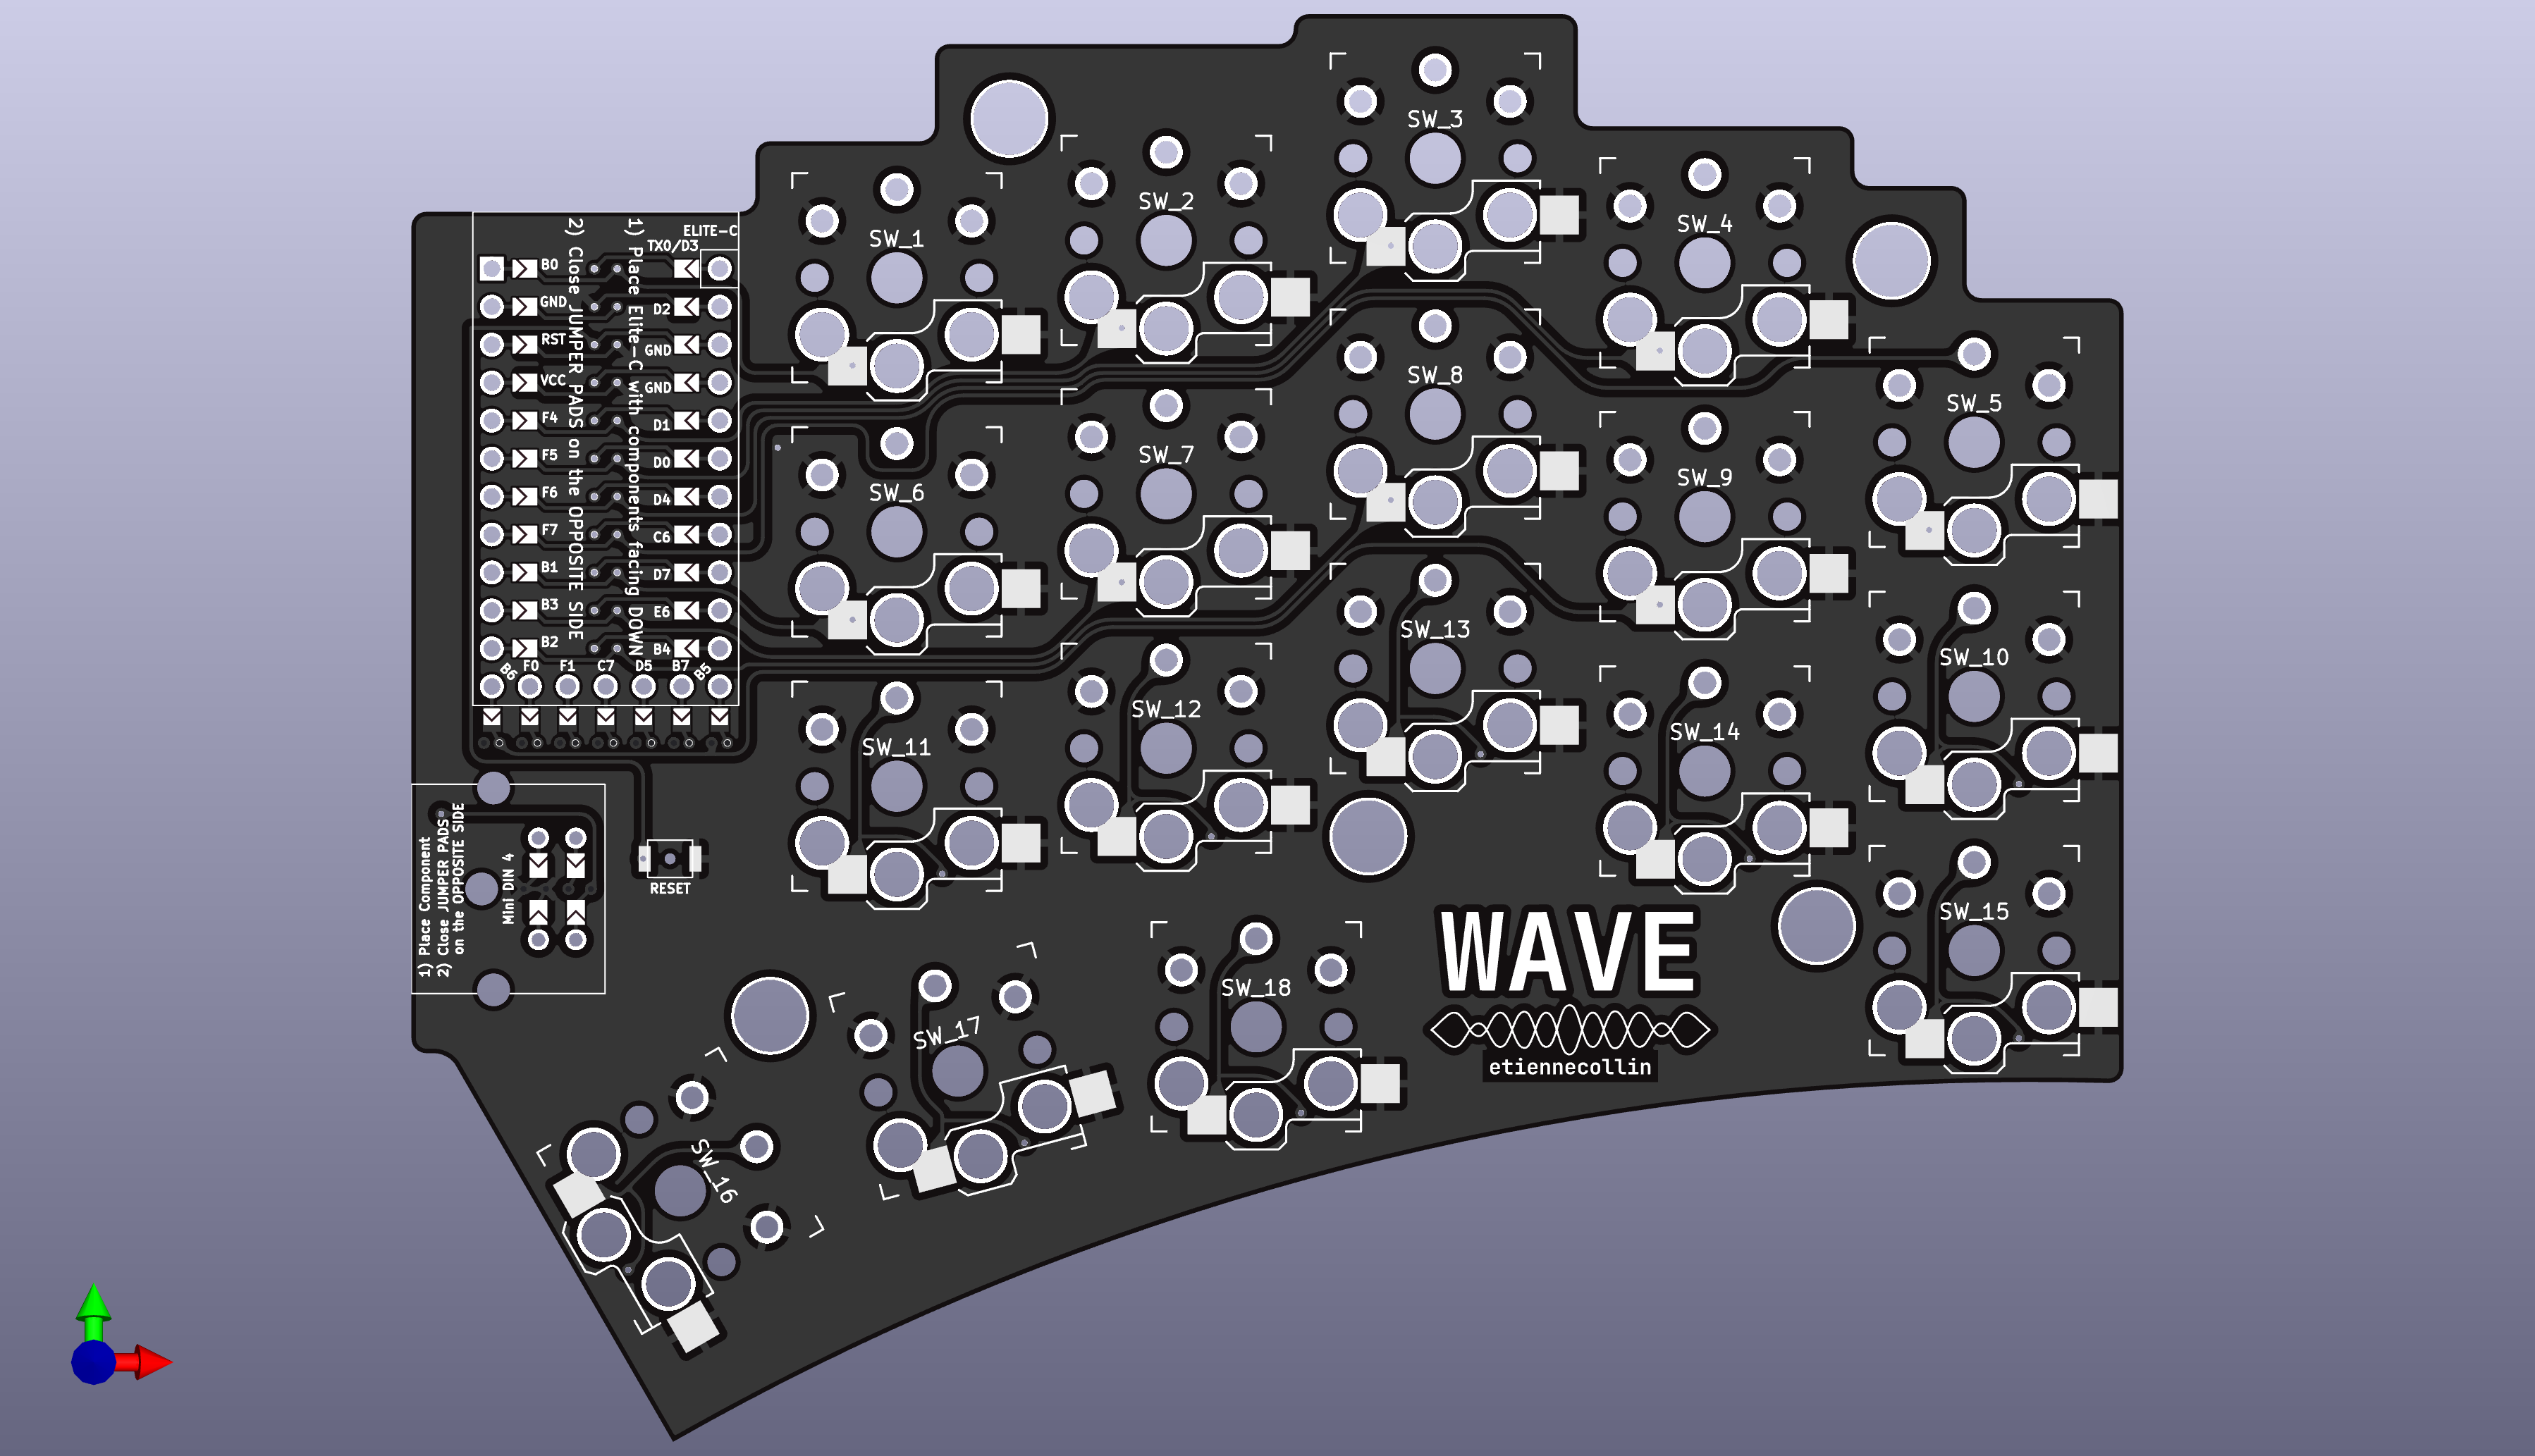 SW_3
SW_2
SW_4
SW_1
ELITE-C
TX0/D3
1) Place Elite-C with components facing DOWN
2) Close JUMPER PADS on the OPPOSITE SIDE
B0
GND
D2
RST
GND
VCC
GND
F4
D1
F5
D0
F6
D4
F7
C6
B1
D7
B3
E6
B2
B4
B6
F0
F1
C7
D5
B7
B5
SW_8
SW_5
SW_7
SW_9
SW_6
SW_13
SW_10
SW_12
SW_14
SW_11
1) Place Component
2) Close JUMPER PADS
on the OPPOSITE SIDE
Mini DIN 4
RESET
SW_15
SW_18
SW_17
SW_16
WAVE
etiennecollin